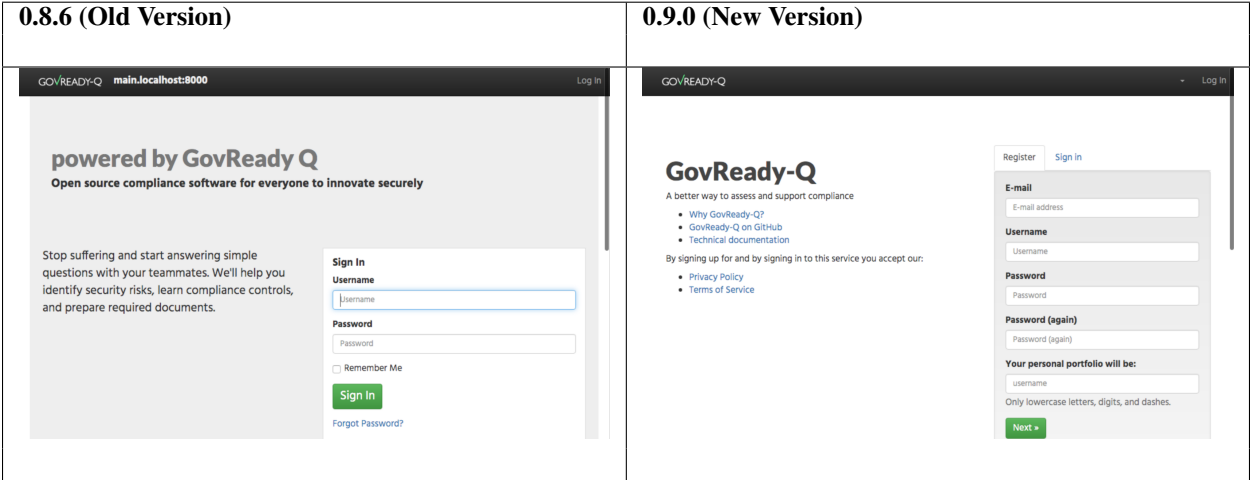 0.8.6 (Old Version)
GOVREADY-Q main.localhost:8000 Log In
powered by GovReady Q
Open source compliance software for everyone to innovate securely
Stop suffering and start answering simple
questions with your teammates. We'll help you
identify security risks, learn compliance controls,
and prepare required documents.
Sign In
Username
Username
Password
Password
Remember Me
Sign In
Forgot Password?
0.9.0 (New Version)
GOVREADY-Q Log In
GovReady-Q
A better way to assess and support compliance
• Why GovReady-Q?
• GovReady-Q on GitHub
• Technical documentation
By signing up for and by signing in to this service you accept our:
• Privacy Policy
• Terms of Service
Register Sign in
E-mail
E-mail address
Username
Username
Password
Password
Password (again)
Password (again)
Your personal portfolio will be:
username
Only lowercase letters, digits, and dashes.
Next »